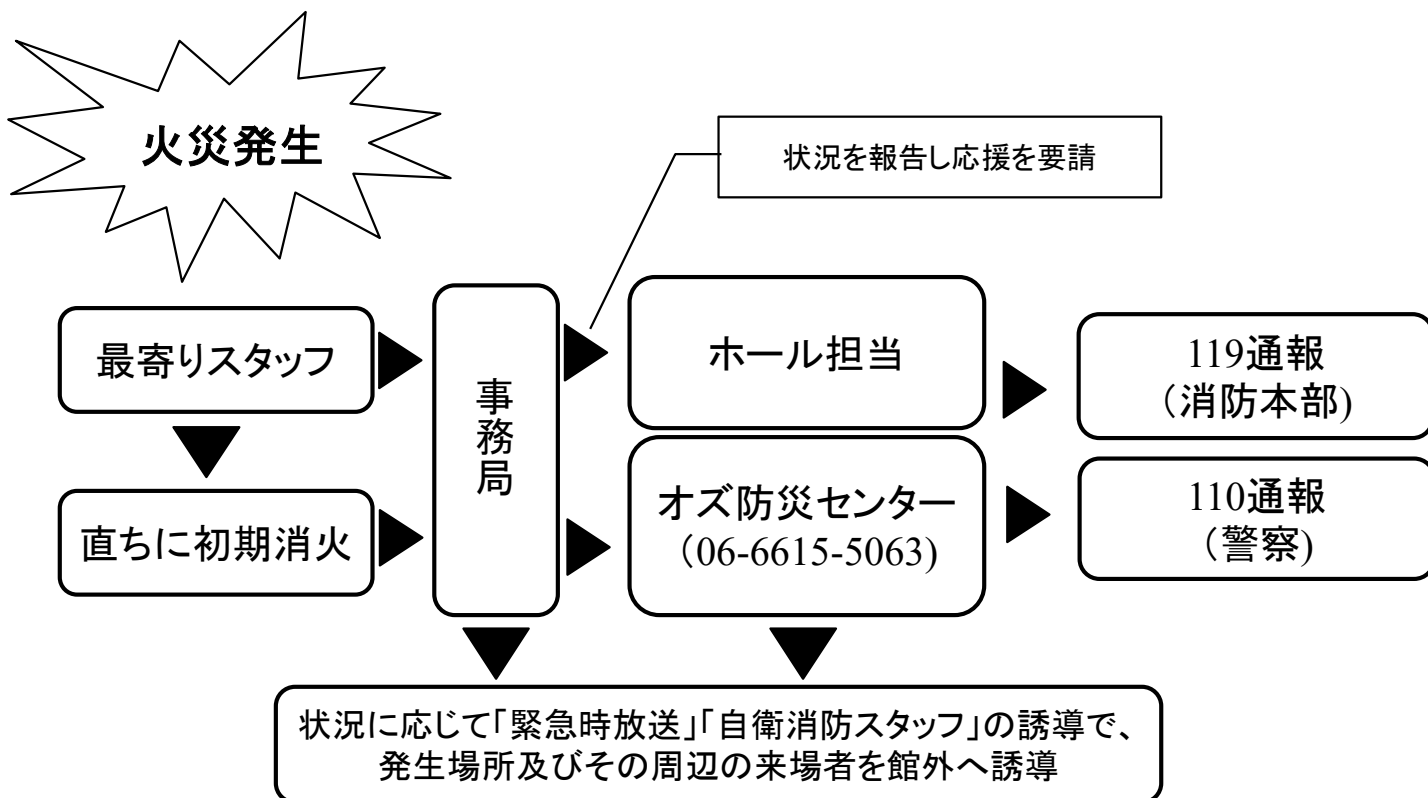 火災発生
状況を報告し応援を要請
最寄りスタッフ
直ちに初期消火
事務局
ホール担当
オズ防災センター
（06-6615-5063)
119通報
（消防本部)
110通報
（警察)
状況に応じて「緊急時放送」「自衛消防スタッフ」の誘導で、
発生場所及びその周辺の来場者を館外へ誘導